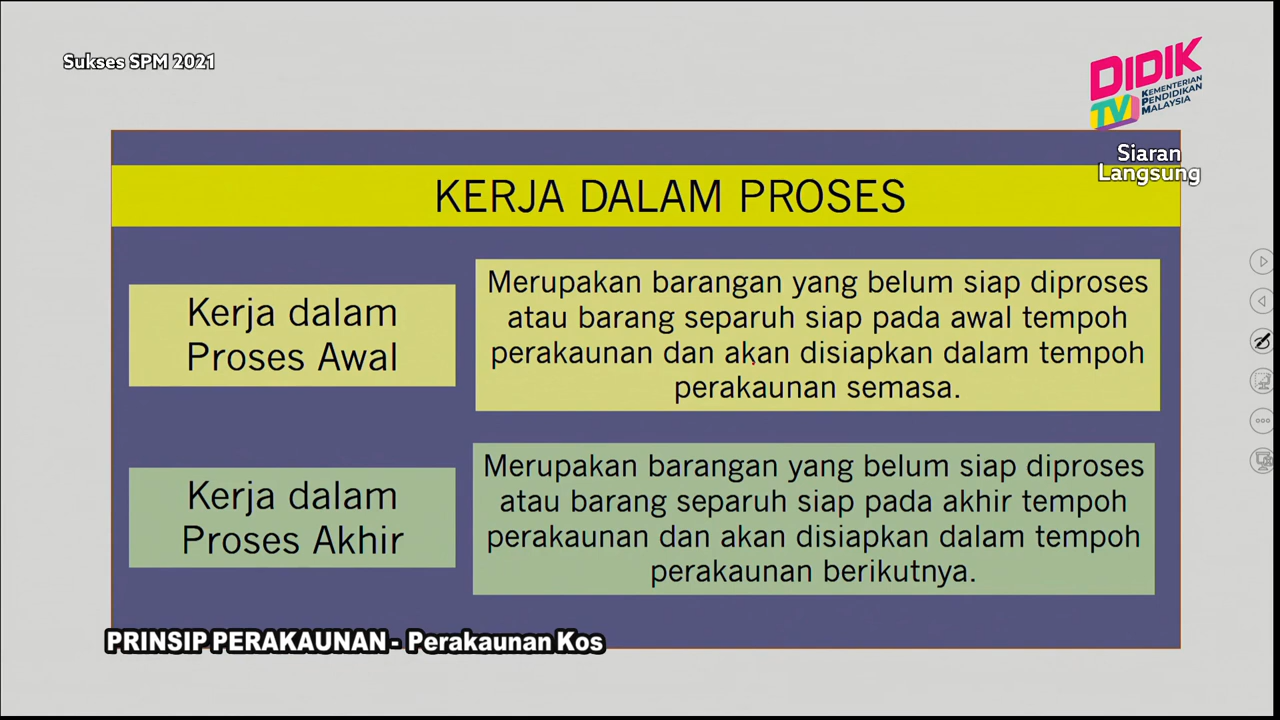 Sukses SPM 2021
DIDIK
TV
KEMENTERIAN
PENDIDIKAN
MALAYSIA
Siaran
Langsung
KERJA DALAM PROSES
Kerja dalam
Proses Awal
Merupakan barangan yang belum siap diproses
atau barang separuh siap pada awal tempoh
perakaunan dan akan disiapkan dalam tempoh
perakaunan semasa.
Kerja dalam
Proses Akhir
Merupakan barangan yang belum siap diproses
atau barang separuh siap pada akhir tempoh
perakaunan dan akan disiapkan dalam tempoh
perakaunan berikutnya.
PRINSIP PERAKAUNAN - Perakaunan Kos